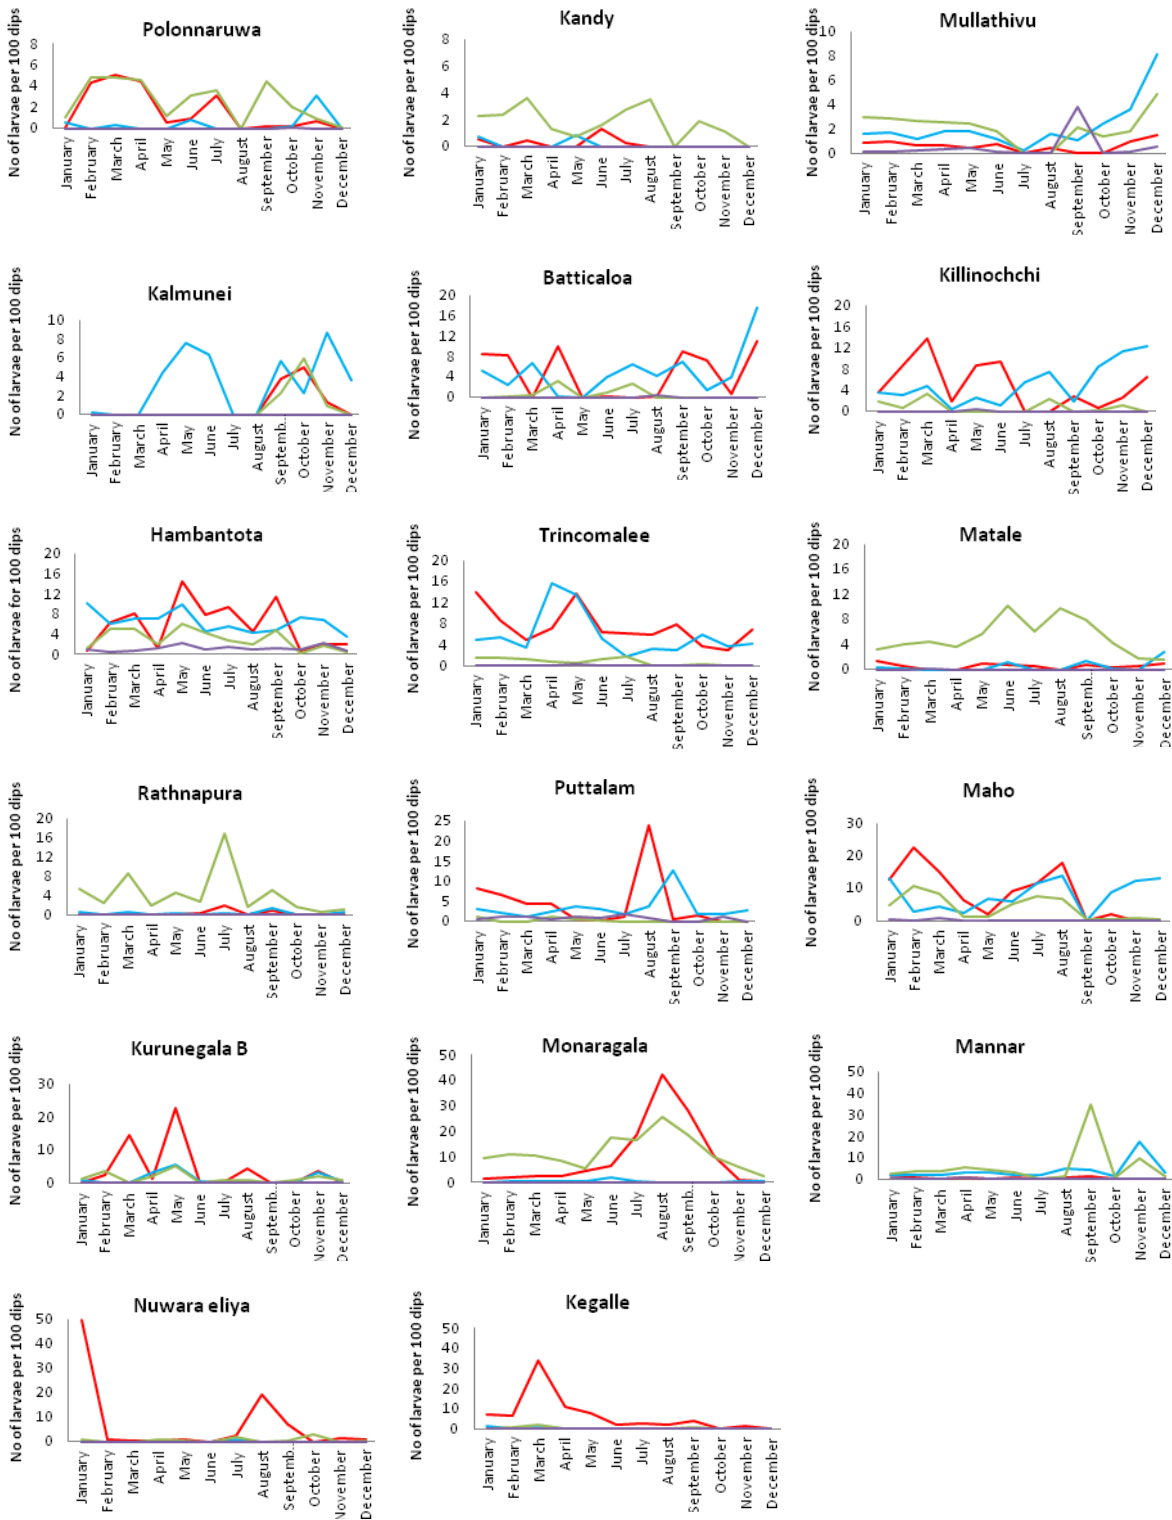 Polonnaruwa
No of larvae per 100 dips
8
6
4
2
0
January
February
March
April
May
June
July
August
September
October
November
December
Kandy
No of larvae per 100 dips
8
6
4
2
0
January
February
March
April
May
June
July
August
September
October
November
December
Mullathivu
No of larvae per 100 dips
10
8
6
4
2
0
January
February
March
April
May
June
July
August
September
October
November
December
Kalmunei
10
8
6
4
2
0
January
February
March
April
May
June
July
August
Septemb...
October
November
December
Batticaloa
No of larvae per 100 dips
20
16
12
8
4
0
January
February
March
April
May
June
July
August
September
October
November
December
Killinochchi
No of larvae per 100 dips
20
16
12
8
4
0
January
February
March
April
May
June
July
August
September
October
November
December
Hambantota
No of larvae for 100 dips
20
16
12
8
4
0
January
February
March
April
May
June
July
August
September
October
November
December
Trincomalee
No of larvae per 100 dips
20
16
12
8
4
0
January
February
March
April
May
June
July
August
September
October
November
December
Matale
No of larvae per 100 dips
20
16
12
8
4
0
January
February
March
April
May
June
July
August
Septemb...
October
November
December
Rathnapura
No of larvae per 100 dips
20
16
12
8
4
0
January
February
March
April
May
June
July
August
September
October
November
December
Puttalam
No of larvae per 100 dips
25
20
15
10
5
0
January
February
March
April
May
June
July
August
September
October
November
December
Maho
No of larvae per 100 dips
30
20
10
0
January
February
March
April
May
June
July
August
September
October
November
December
Kurunegala B
No of larave per 100 dips
30
20
10
0
January
February
March
April
May
June
July
August
Septemb...
October
November
December
Monaragala
No of larvae per 100 dips
50
40
30
20
10
0
January
February
March
April
May
June
July
August
Septemb...
October
November
December
Mannar
No of larvae per 100 dips
50
40
30
20
10
0
January
February
March
April
May
June
July
August
September
October
November
December
Nuwara eliya
No of larvae per 100 dips
50
40
30
20
10
0
January
February
March
April
May
June
July
August
Septemb...
October
November
December
Kegalle
No of larvae per 100 dips
50
40
30
20
10
0
January
February
March
April
May
June
July
August
September
October
November
December